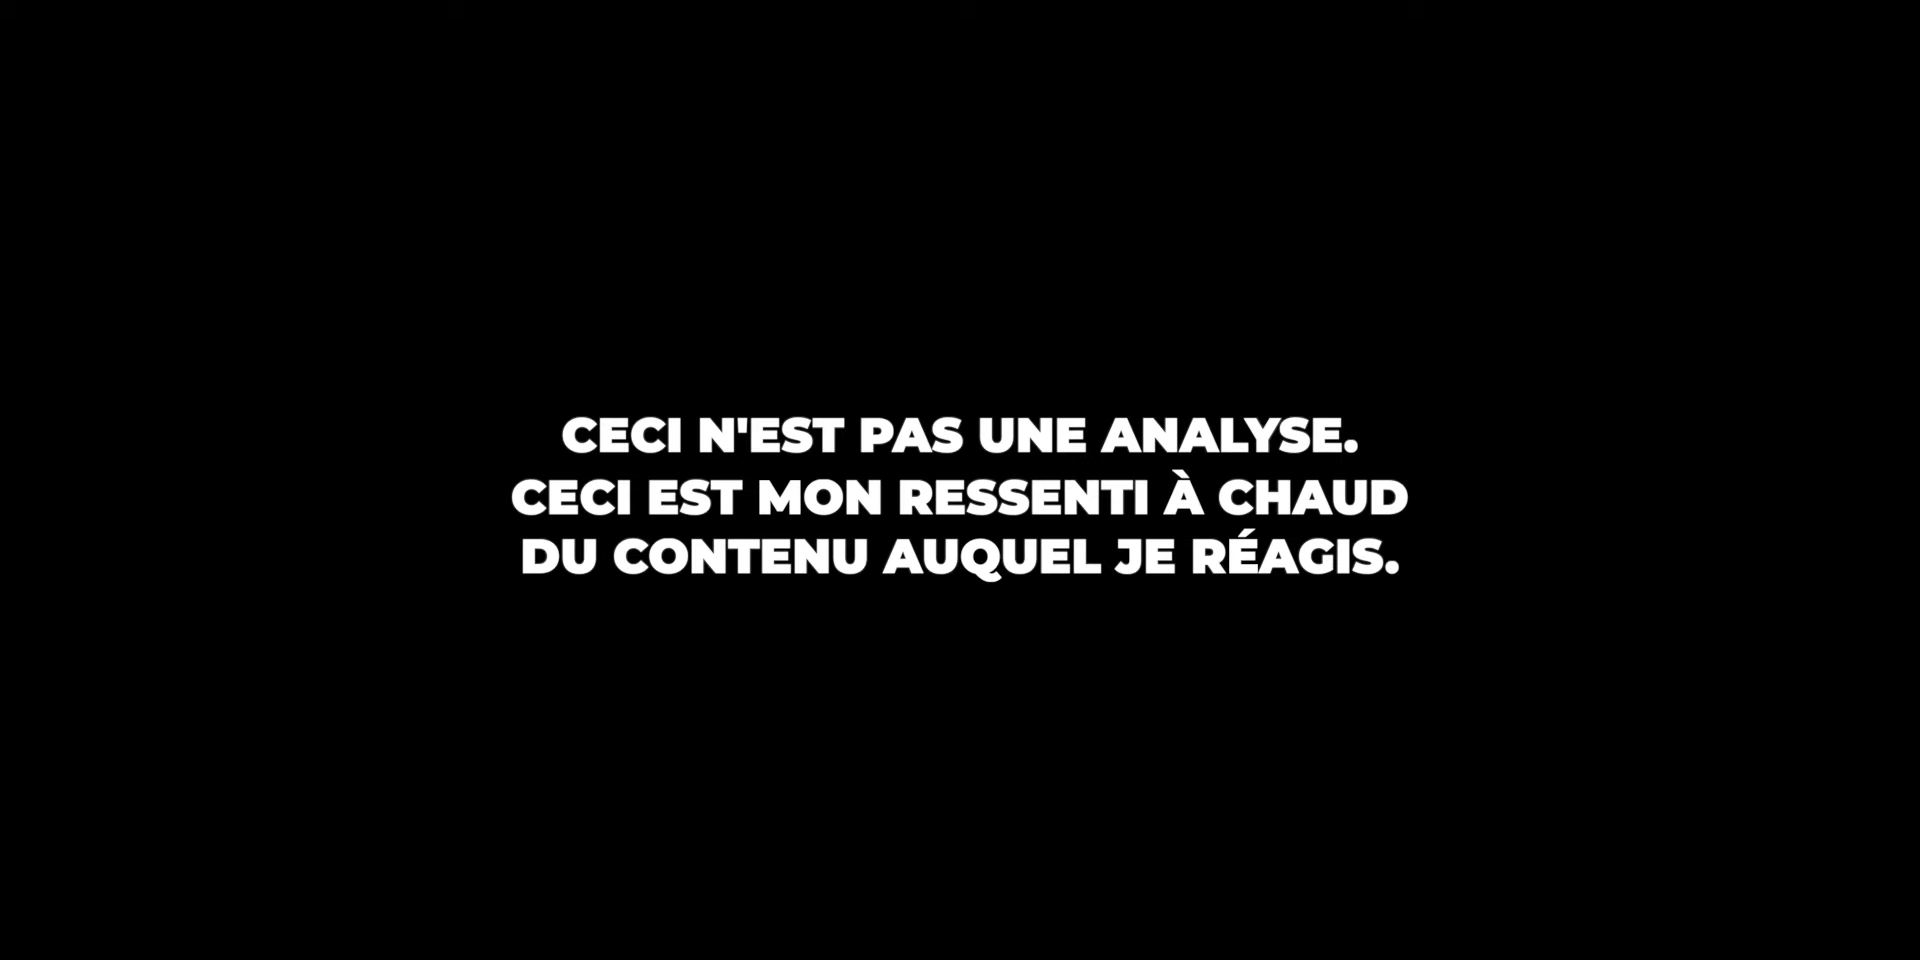 CECI N'EST PAS UNE ANALYSE.
CECI EST MON RESSENTI À CHAUD
DU CONTENU AUQUEL JE RÉAGIS.